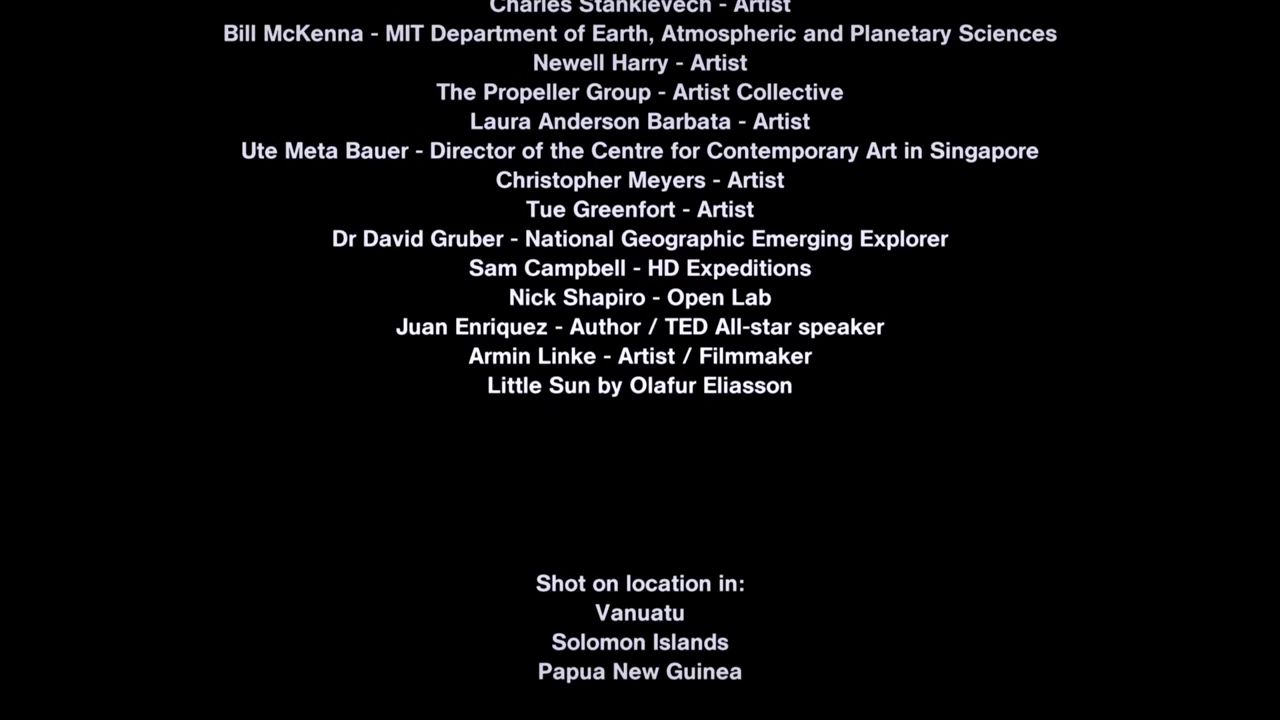 Charles Stankievech - Artist
Bill McKenna - MIT Department of Earth, Atmospheric and Planetary Sciences
Newell Harry - Artist
The Propeller Group - Artist Collective
Laura Anderson Barbata - Artist
Ute Meta Bauer - Director of the Centre for Contemporary Art in Singapore
Christopher Meyers - Artist
Tue Greenfort - Artist
Dr David Gruber - National Geographic Emerging Explorer
Sam Campbell - HD Expeditions
Nick Shapiro - Open Lab
Juan Enriquez - Author / TED All-star speaker
Armin Linke - Artist / Filmmaker
Little Sun by Olafur Eliasson
Shot on location in:
Vanuatu
Solomon Islands
Papua New Guinea